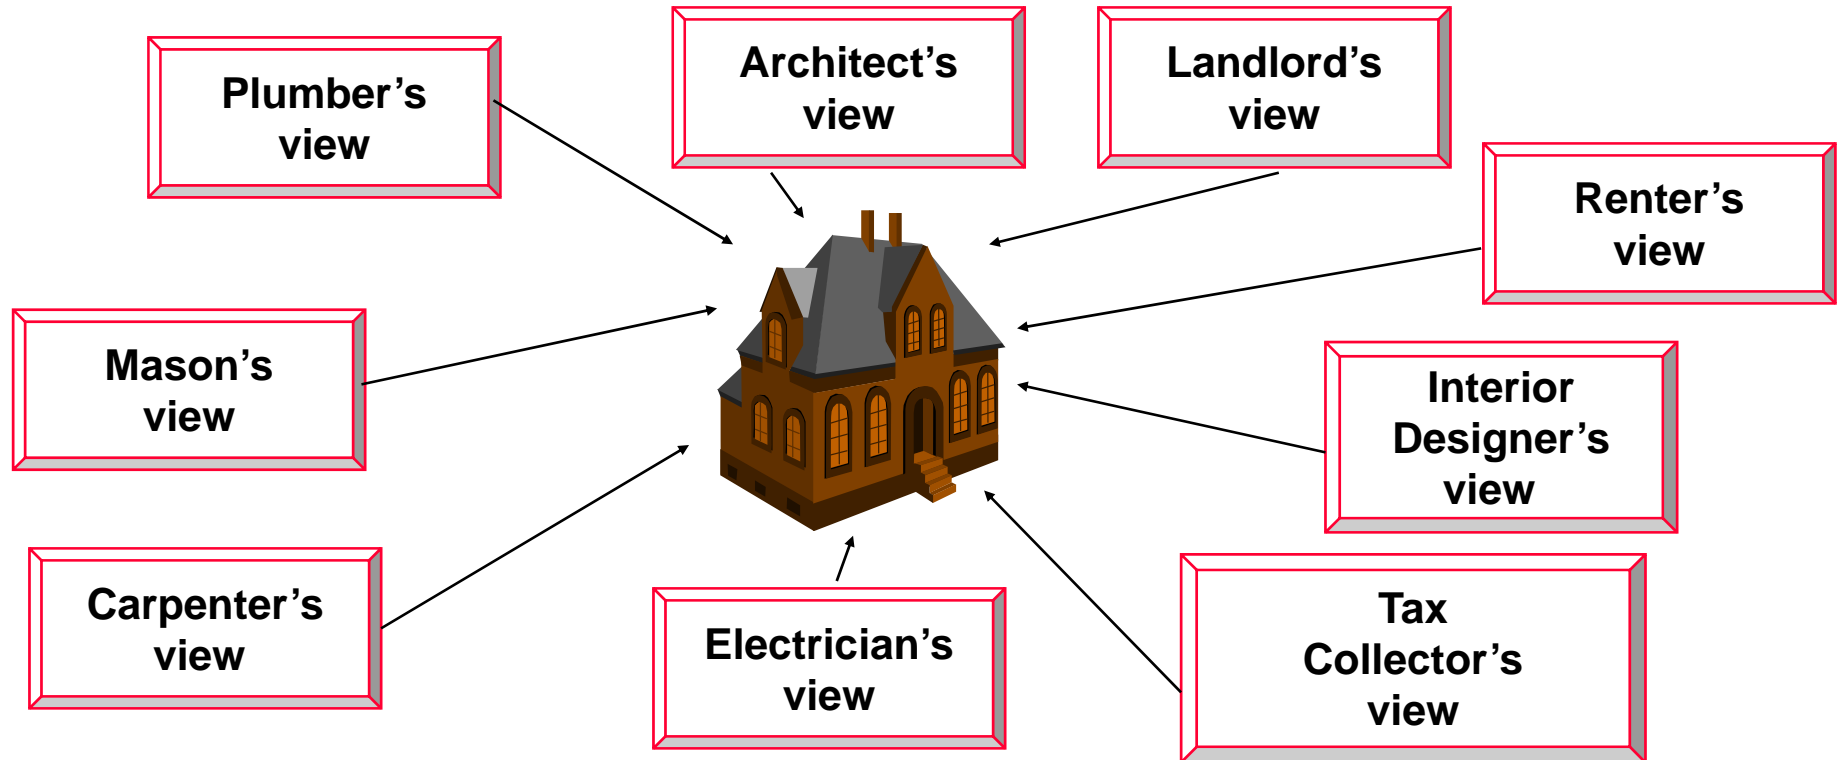 Plumber’s
view
Architect’s
view
Landlord’s
view
Renter’s
view
Mason’s
view
Interior
Designer’s
view
Carpenter’s
view
Electrician’s
view
Tax
Collector’s
view